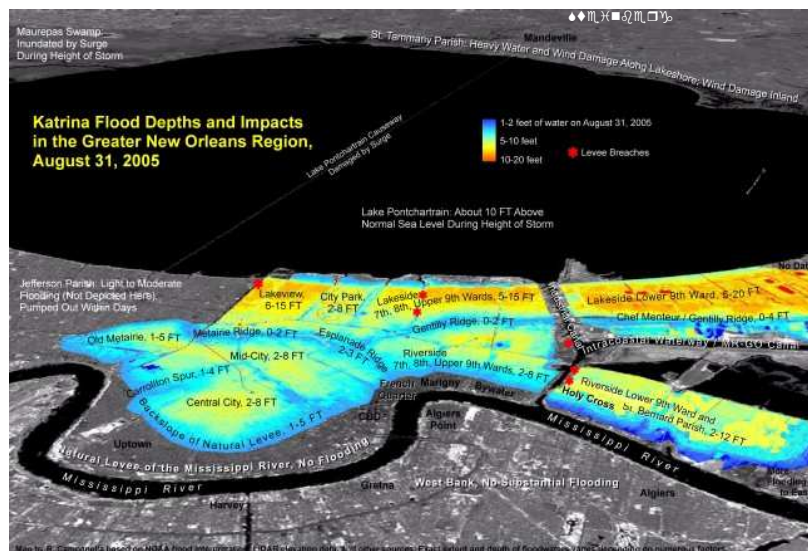 Maurepas Swamp
Inundated by Surge
During Height of Storm
Mandeville
St. Tammany Parish: Heavy Water and Wind Damage Along Lakeshore; Wind Damage Inland
Katrina Flood Depths and Impacts
in the Greater New Orleans Region,
August 31, 2005
Lake Pontchartrain Causeway
Damaged by Surge
1-2 feet of water on August 31, 2005
5-10 feet
10-20 feet
Levee Breaches
Lake Pontchartrain: About 10 FT Above
Normal Sea Level During Height of Storm
Jefferson Parish: Light to Moderate
Flooding (Not Depicted Here);
Pumped Out Within Days
No Data
Lakeview,
6-15 FT
City Park,
2-8 FT
Lakeside
7th, 8th, Upper 9th Wards, 5-15 FT
Industrial Canal
Lakeside Lower 9th Ward, 6-20 FT
Chef Menteur / Gentilly Ridge, 0-4 FT
Intracoastal Waterway / MR-GO Canal
Old Metairie, 1-5 FT
Metairie Ridge, 0-2 FT
Esplanade Ridge
2-3 FT
Gentilly Ridge, 0-2 FT
Mid-City, 2-8 FT
Riverside
7th, 8th, Upper 9th Wards, 2-8 FT
Carrollton Spur, 1-4 FT
Central City, 2-8 FT
Backslope of Natural Levee, 1-5 FT
French
Quarter
Marigny
Bywater
CBD
Algiers
Point
Riverside Lower 9th Ward and
Holy Cross
St. Bernard Parish, 2-12 FT
Uptown
Natural Levee of the Mississippi River, No Flooding
Mississippi River
Mississippi River
Gretna
West Bank, No Substantial Flooding
Algiers
Harvey
More
flooding
to East